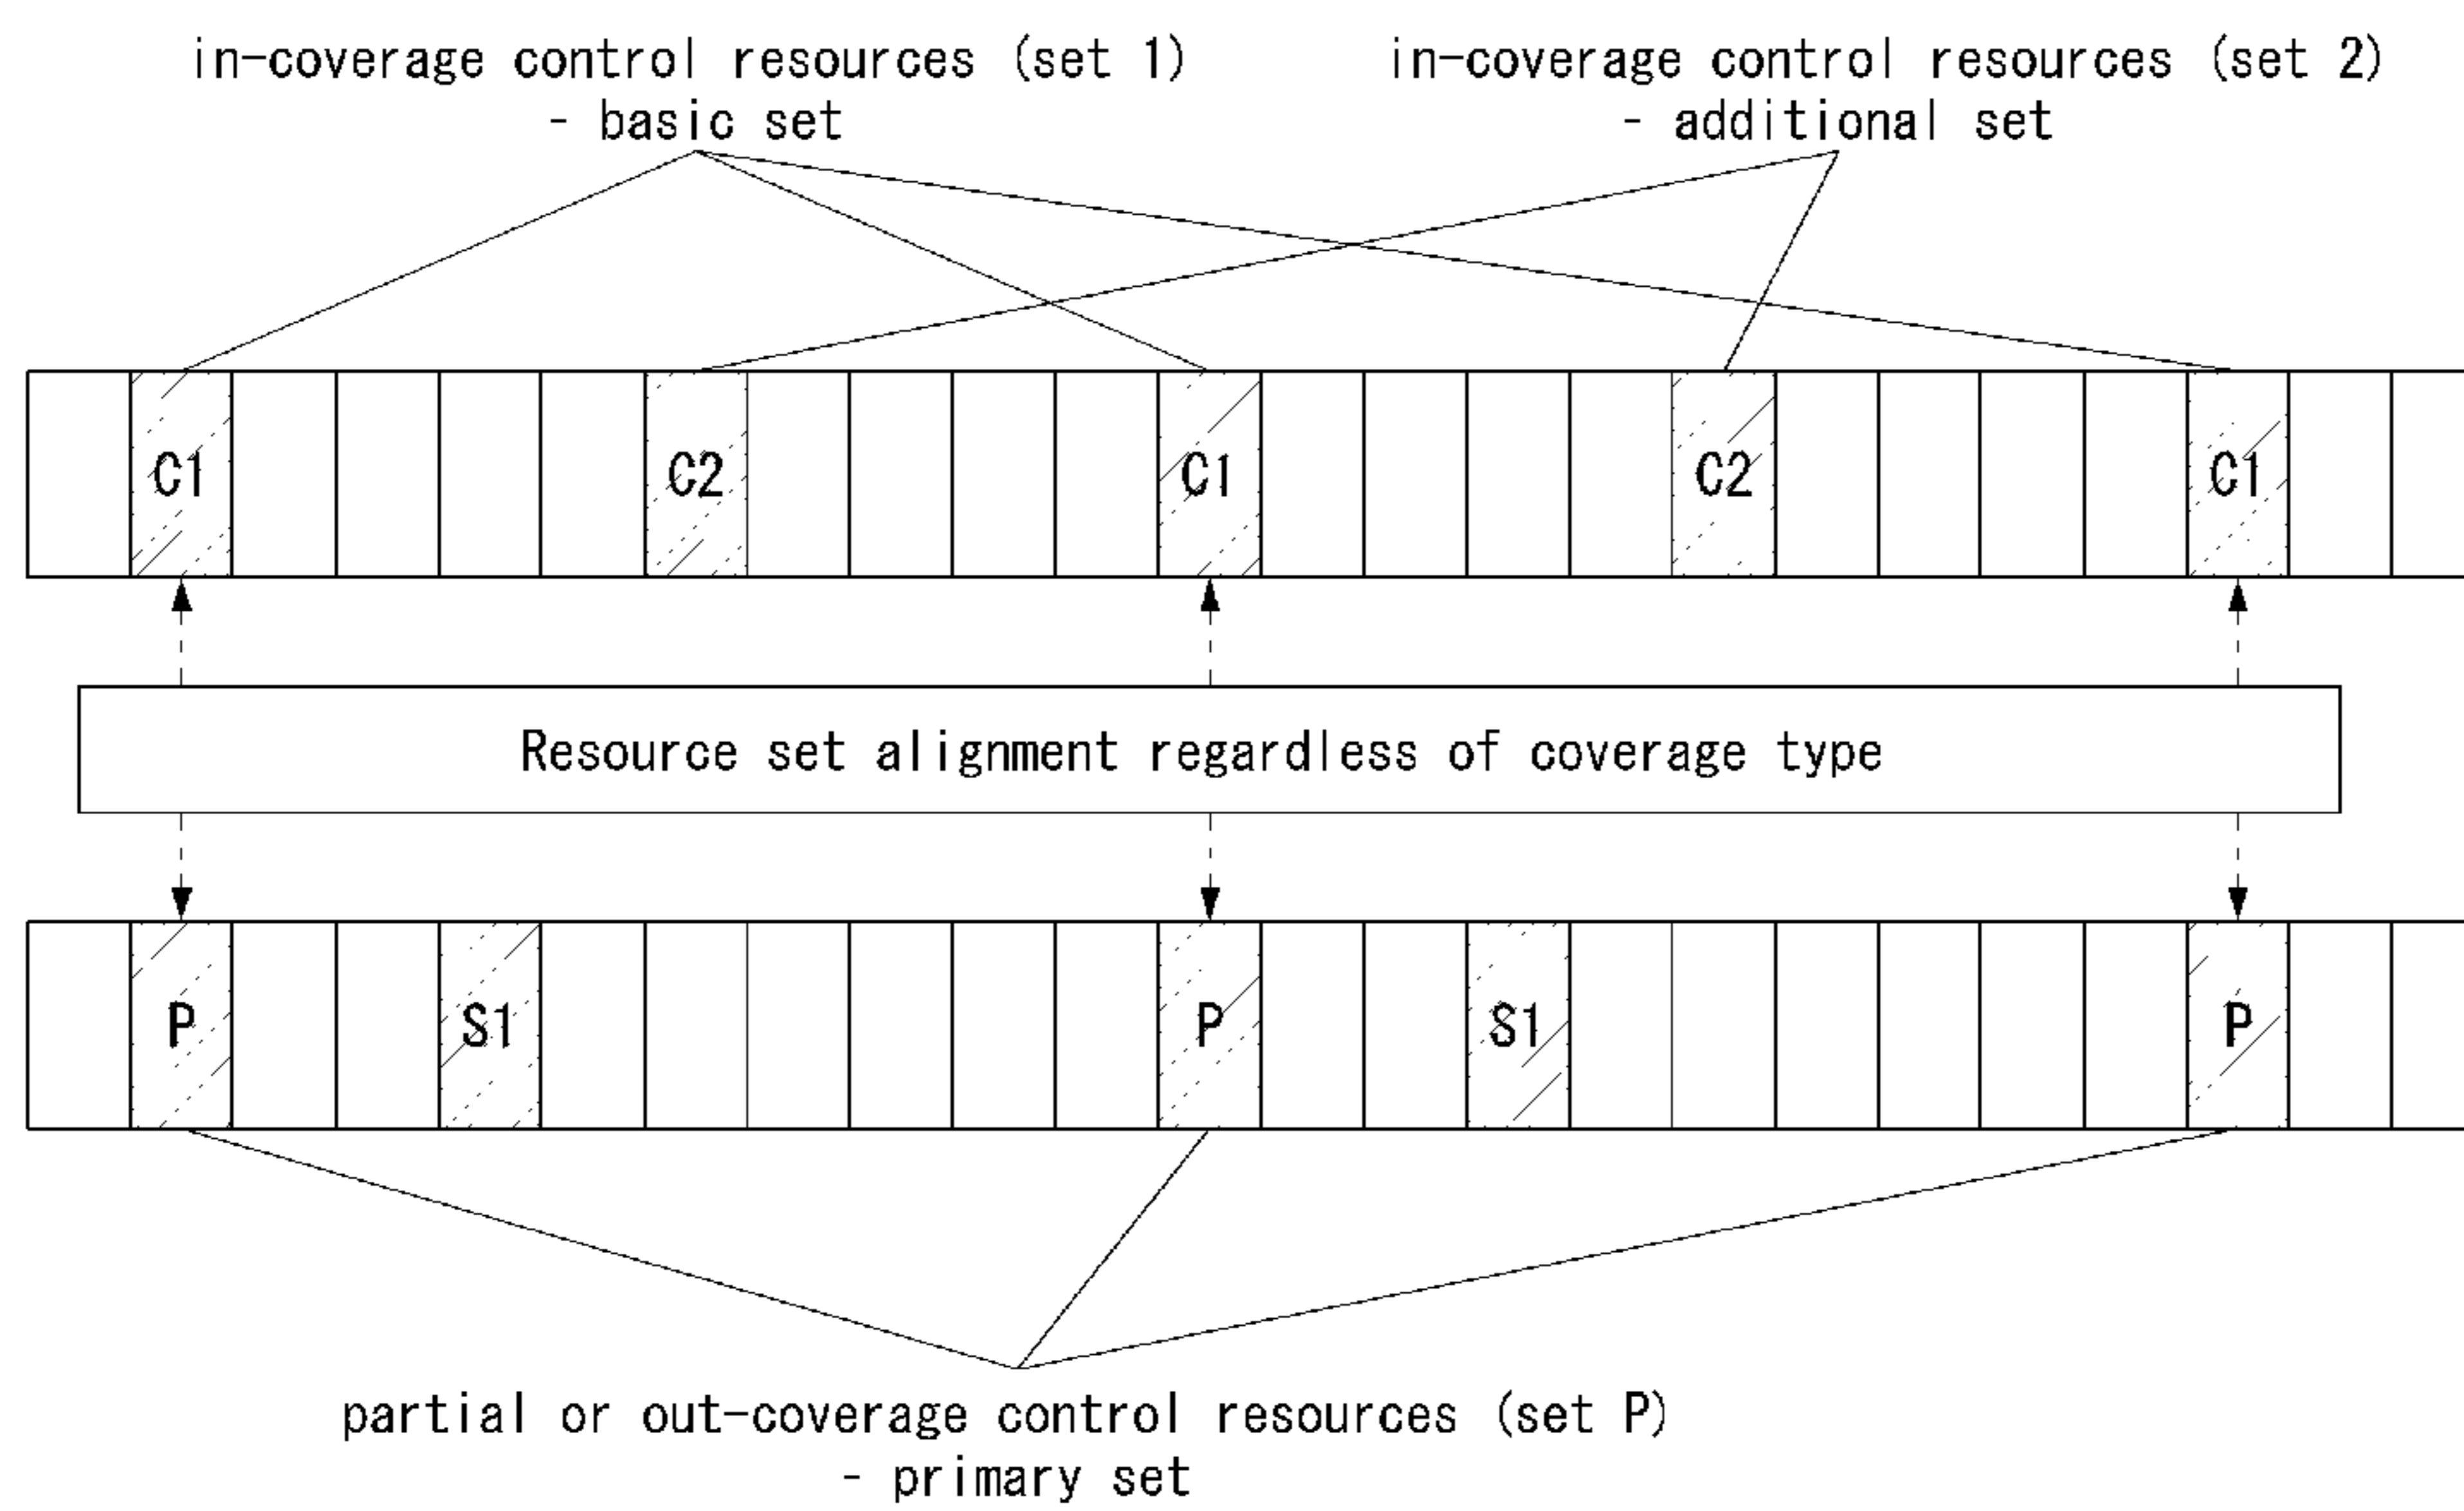 in-coverage control resources (set 1)
- basic set
in-coverage control resources (set 2)
- additional set
C1
C2
C1
C2
C1
Resource set alignment regardless of coverage type
P
S1
P
S1
P
partial or out-coverage control resources (set P)
- primary set